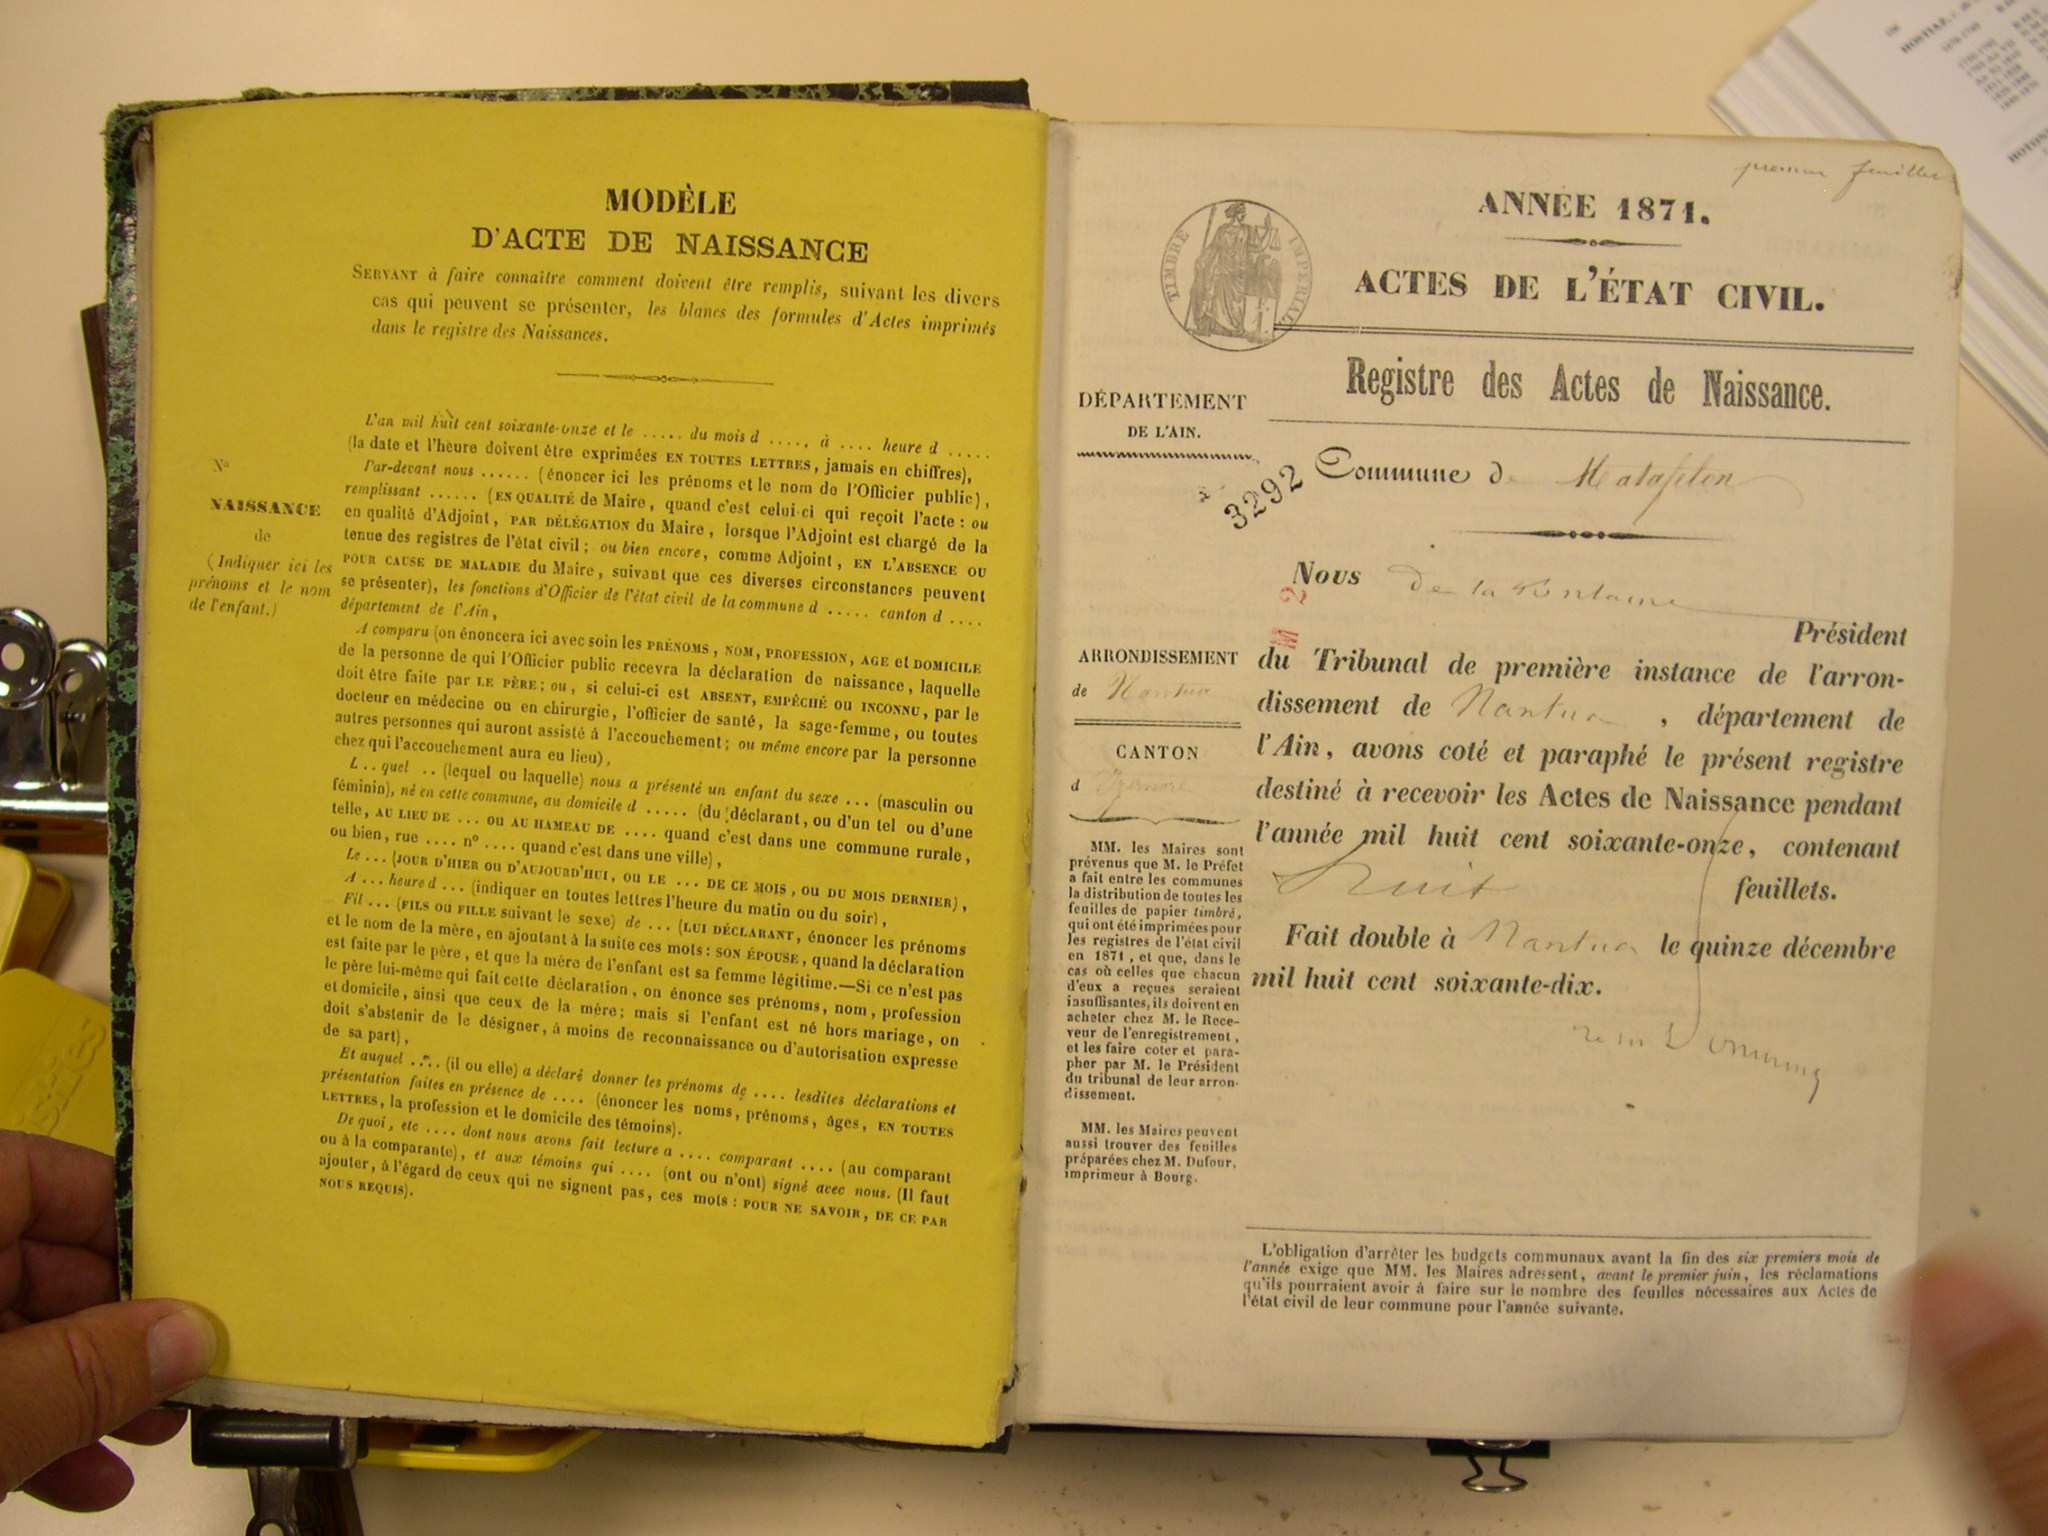 MODÈLE
D'ACTE DE NAISSANCE
SERVANT à faire connaître comment doivent être remplis, suivant les divers
cas qui peuvent se présenter, les blancs des formules d'Actes imprimés
dans le registre des Naissances.
L'an mil huit cent soixante-onze et le ..... du mois d ....., à .... heure d .....
(la date et l'heure doivent être exprimées EN TOUTES LETTRES, jamais en chiffres),
Par-devant nous ...... (énoncer ici les prénoms et le nom de l'Officier public),
remplissant ...... (EN QUALITÉ de Maire, quand c'est celui-ci qui reçoit l'acte : ou
en qualité d'Adjoint, PAR DÉLÉGATION du Maire, lorsque l'Adjoint est chargé de la
tenue des registres de l'état civil ; ou bien encore, comme Adjoint, EN L'ABSENCE OU
POUR CAUSE DE MALADIE du Maire, suivant que ces diverses circonstances peuvent
se présenter), les fonctions d'Officier de l'état civil de la commune d ..... canton d ....
département de l'Ain,
No
NAISSANCE
de
(Indiquer ici les
prénoms et le nom
de l'enfant.)
A comparu (on énoncera ici avec soin les PRÉNOMS, NOM, PROFESSION, AGE et DOMICILE
de la personne de qui l'Officier public recevra la déclaration de naissance, laquelle
doit être faite par LE PÈRE ; ou, si celui-ci est ABSENT, EMPÊCHÉ OU INCONNU, par le
docteur en médecine ou en chirurgie, l'officier de santé, la sage-femme, ou toutes
autres personnes qui auront assisté à l'accouchement ; ou même encore par la personne
chez qui l'accouchement aura eu lieu),
L .. quel .. (lequel ou laquelle) nous a présenté un enfant du sexe ... (masculin ou
féminin), né en cette commune, au domicile d ..... (du déclarant, ou d'un tel ou d'une
telle, AU LIEU DE ... OU AU HAMEAU DE .... quand c'est dans une commune rurale,
ou bien, rue .... no .... quand c'est dans une ville),
Le ... (JOUR D'HIER OU D'AUJOURD'HUI, OU LE ... DE CE MOIS, OU DU MOIS DERNIER),
A ... heure d ... (indiquer en toutes lettres l'heure du matin ou du soir),
Fil ... (FILS OU FILLE suivant le sexe) de ... (LUI DÉCLARANT, énoncer les prénoms
et le nom de la mère, en ajoutant à la suite ces mots : SON ÉPOUSE, quand la déclaration
est faite par le père, et que la mère de l'enfant est sa femme légitime.—Si ce n'est pas
le père lui-même qui fait cette déclaration, on énonce ses prénoms, nom, profession
et domicile, ainsi que ceux de la mère ; mais si l'enfant est né hors mariage, on
doit s'abstenir de le désigner, à moins de reconnaissance ou d'autorisation expresse
de sa part),
Et auquel .... (il ou elle) a déclaré donner les prénoms de .... lesdites déclarations et
présentation faites en présence de .... (énoncer les noms, prénoms, âges, EN TOUTES
LETTRES, la profession et le domicile des témoins).
De quoi, etc .... dont nous avons fait lecture a .... comparant .... (au comparant
ou à la comparante), et aux témoins qui .... (ont ou n'ont) signé avec nous. (Il faut
ajouter, à l'égard de ceux qui ne signent pas, ces mots : POUR NE SAVOIR, DE CE PAR
NOUS REQUIS).
premier feuillet
ANNÉE 1871.
TIMBRE IMPÉRIAL
ACTES DE L'ÉTAT CIVIL.
Registre des Actes de Naissance.
DÉPARTEMENT
DE L'AIN.
3292
Commune de Matafelon
Nous De la Fontaine
Président
du Tribunal de première instance de l'arron-
dissement de Nantua, département de
l'Ain, avons coté et paraphé le présent registre
destiné à recevoir les Actes de Naissance pendant
l'année mil huit cent soixante-onze, contenant
huit feuillets.
Fait double à Nantua le quinze décembre
mil huit cent soixante-dix.
M 2
ARRONDISSEMENT
de Nantua
CANTON
d Izernore
MM. les Maires sont
prévenus que M. le Préfet
a fait entre les communes
la distribution de toutes les
feuilles de papier timbré,
qui ont été imprimées pour
les registres de l'état civil
en 1871, et que, dans le
cas où celles que chacun
d'eux a reçues seraient
insuffisantes, ils doivent en
acheter chez M. le Rece-
veur de l'enregistrement,
et les faire coter et para-
pher par M. le Président
du tribunal de leur arron-
dissement.
MM. les Maires peuvent
aussi trouver des feuilles
préparées chez M. Dufour,
imprimeur à Bourg.
L'obligation d'arrêter les budgets communaux avant la fin des six premiers mois de
l'année exige que MM. les Maires adressent, avant le premier juin, les réclamations
qu'ils pourraient avoir à faire sur le nombre des feuilles nécessaires aux Actes de
l'état civil de leur commune pour l'année suivante.